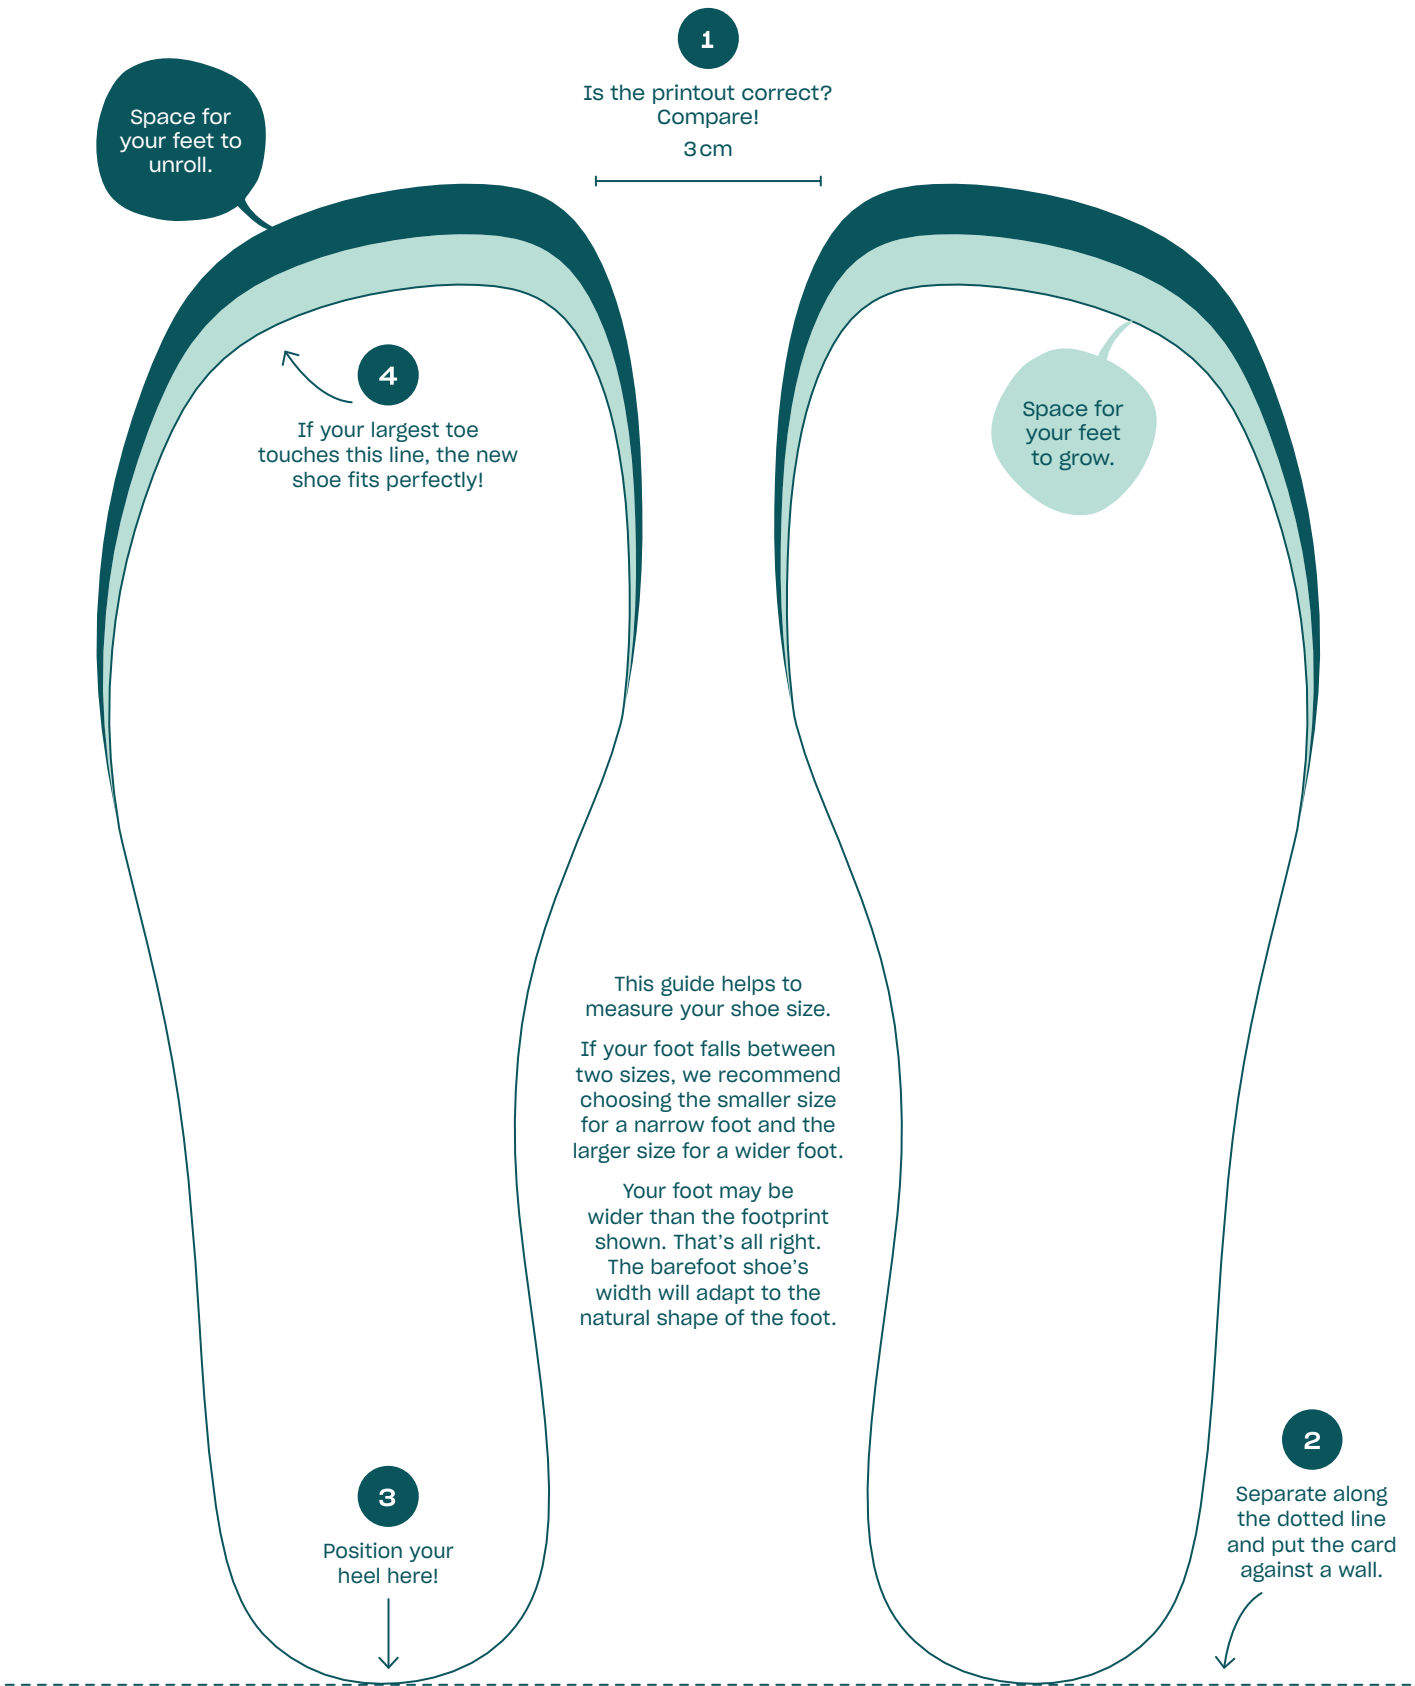 1
Is the printout correct?
Compare!
3 cm
Space for
your feet to
unroll.
4
If your largest toe
touches this line, the new
shoe fits perfectly!
Space for
your feet
to grow.
This guide helps to
measure your shoe size.
If your foot falls between
two sizes, we recommend
choosing the smaller size
for a narrow foot and the
larger size for a wider foot.
Your foot may be
wider than the footprint
shown. That’s all right.
The barefoot shoe’s
width will adapt to the
natural shape of the foot.
2
Separate along
the dotted line
and put the card
against a wall.
3
Position your
heel here!